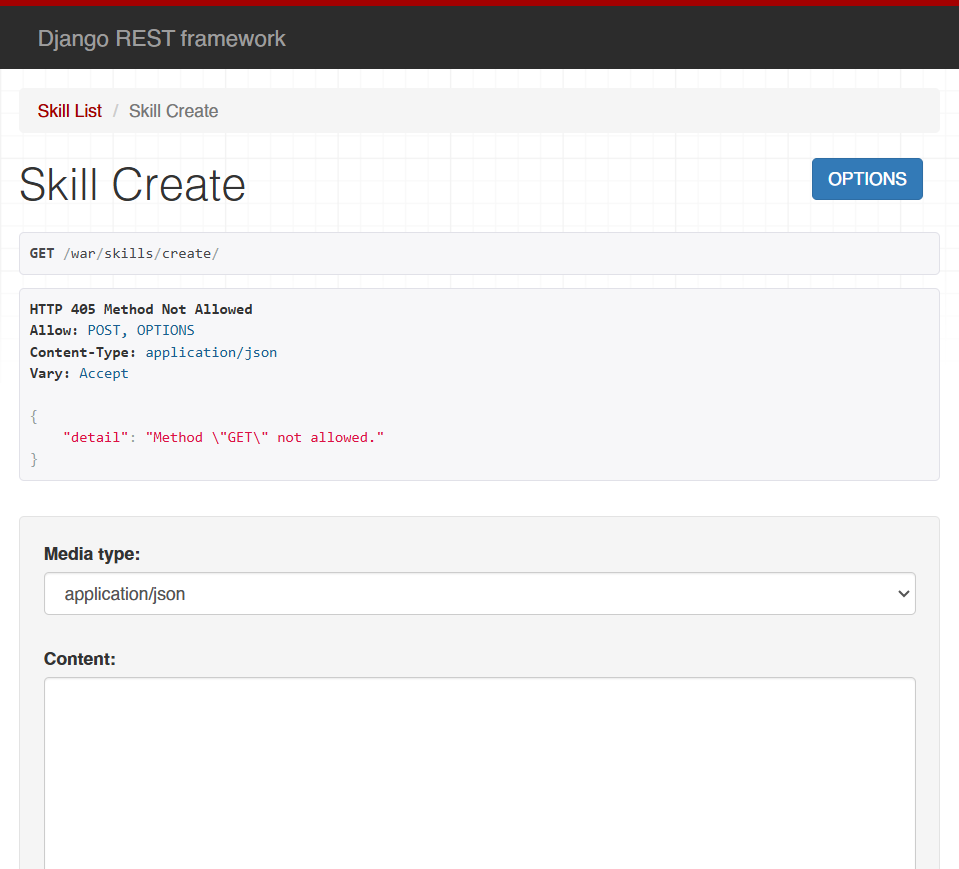 Django REST framework
Skill List / Skill Create
Skill Create
OPTIONS
GET /war/skills/create/
HTTP 405 Method Not Allowed
Allow: POST, OPTIONS
Content-Type: application/json
Vary: Accept
{
    "detail": "Method \"GET\" not allowed."
}
Media type:
application/json
Content: